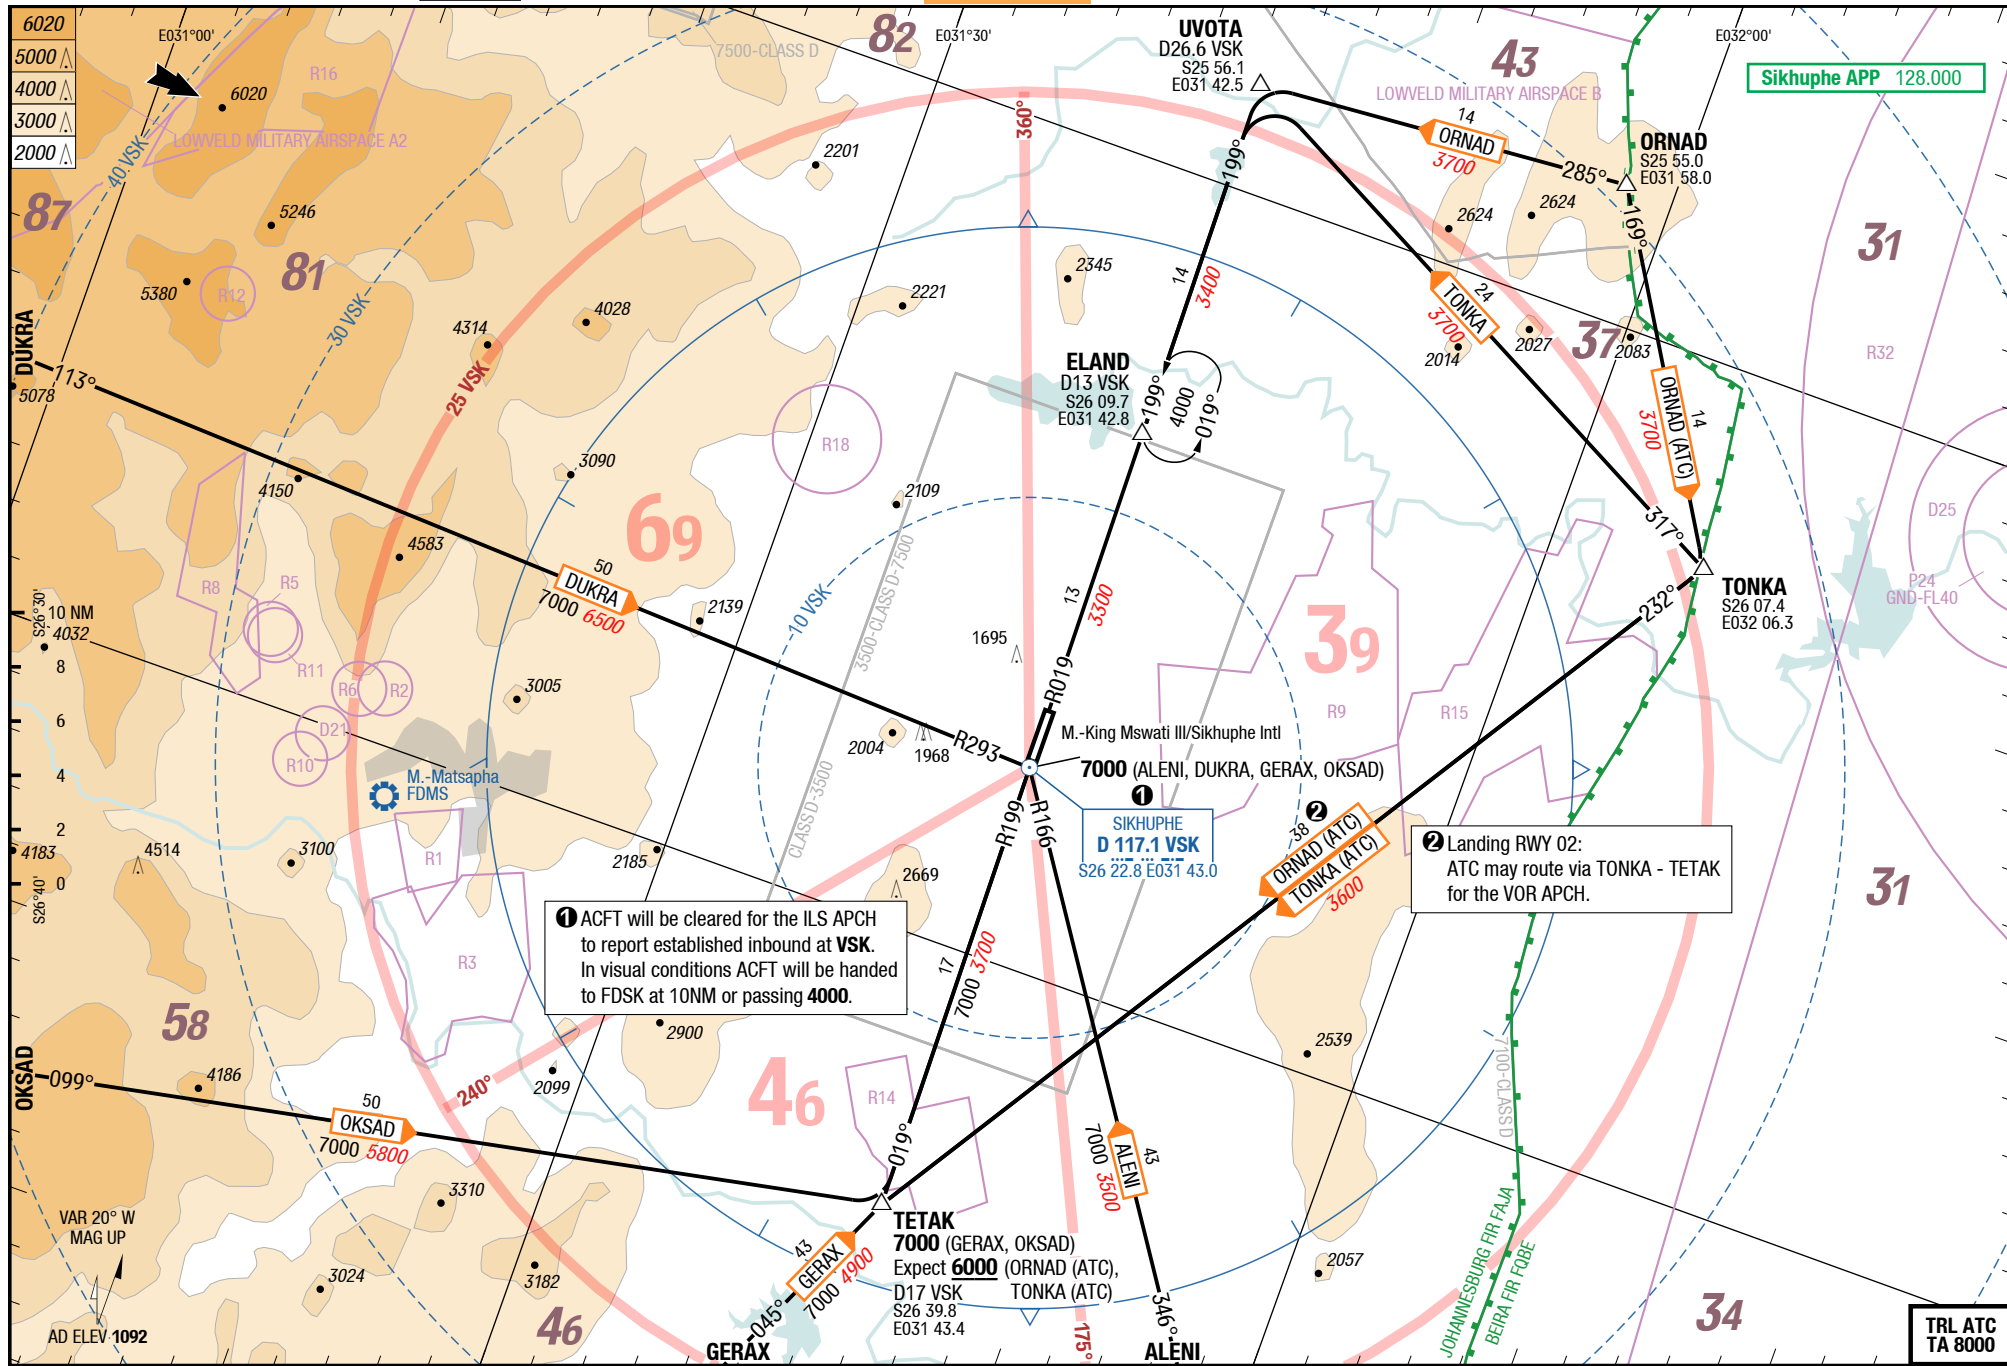 6020
5000
4000
3000
2000
E031°00'
E031°30'
E032°00'
R16
6020
LOWVELD MILITARY AIRSPACE A2
40 VSK
87
5246
81
5380
R12
30 VSK
7500-CLASS D
82
2201
360°
UVOTA
D26.6 VSK
S25 56.1
E031 42.5
43
LOWVELD MILITARY AIRSPACE B
Sikhuphe APP 128.000
14
ORNAD
3700
285°
ORNAD
S25 55.0
E031 58.0
199°
169°
2624
2624
31
2345
2221
4028
4314
25 VSK
14
3400
24
TONKA
3700
2014
2027
37
2083
R32
DUKRA
113°
5078
ELAND
D13 VSK
S26 09.7
E031 42.8
199°
4000
019°
ORNAD (ATC)
14
3700
R18
3090
4150
2109
69
4583
317°
D25
R8
R5
50
DUKRA
7000 6500
2139
3500-CLASS D-7500
10 VSK
13
3300
1695
39
232°
TONKA
S26 07.4
E032 06.3
P24
GND-FL40
S26°30'
10 NM
4032
8
6
4
2
0
R11
R6
R2
3005
D21
R10
R019
R9
R15
2004
1968
R293
M.-King Mswati III/Sikhuphe Intl
7000 (ALENI, DUKRA, GERAX, OKSAD)
1
M.-Matsapha
FDMS
SIKHUPHE
D 117.1 VSK
S26 22.8 E031 43.0
R199
R166
CLASS D-3500
4183
4514
3100
R1
2185
2669
38
2
ORNAD (ATC)
TONKA (ATC)
3600
2 Landing RWY 02:
ATC may route via TONKA - TETAK
for the VOR APCH.
S26°40'
31
1 ACFT will be cleared for the ILS APCH
to report established inbound at VSK.
In visual conditions ACFT will be handed
to FDSK at 10NM or passing 4000.
R3
17
7000 3700
58
2900
2539
7100-CLASS D
OKSAD
099°
4186
2099
240°
46
R14
50
OKSAD
7000 5800
019°
ALENI
43
7000 3500
3310
VAR 20° W
MAG UP
TETAK
7000 (GERAX, OKSAD)
Expect 6000 (ORNAD (ATC),
TONKA (ATC)
D17 VSK
S26 39.8
E031 43.4
43
GERAX
7000 4900
3024
3182
2057
JOHANNESBURG FIR FAJA
BEIRA FIR FQBE
AD ELEV 1092
46
045°
GERAX
175°
346°
ALENI
34
TRL ATC
TA 8000